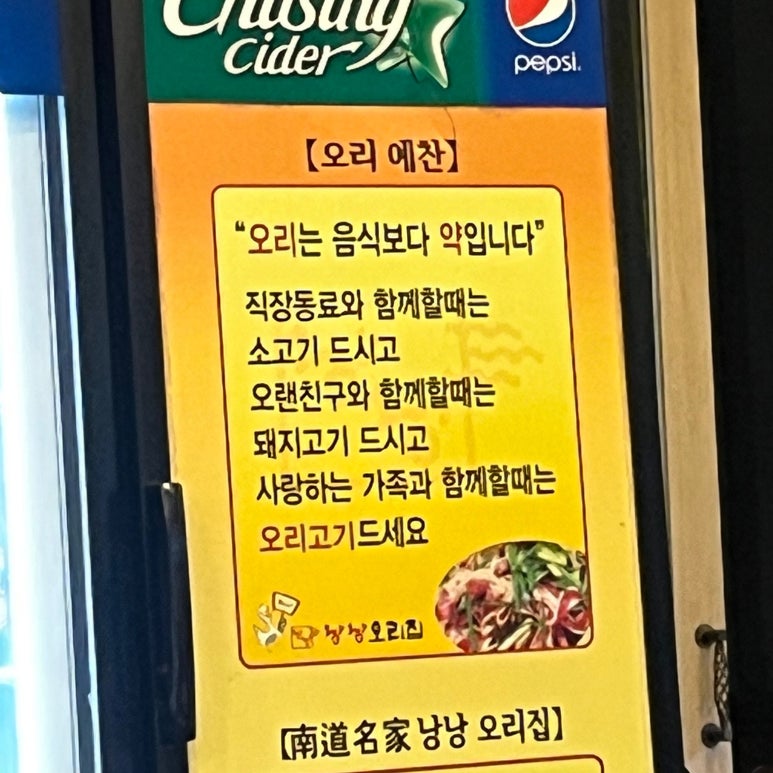 Chilsung
Cider
pepsi.
【오리 예찬】
“오리는 음식보다 약입니다”
직장동료와 함께할때는
소고기 드시고
오랜친구와 함께할때는
돼지고기 드시고
사랑하는 가족과 함께할때는
오리고기드세요
낭낭오리집
【南道名家 낭낭 오리집】